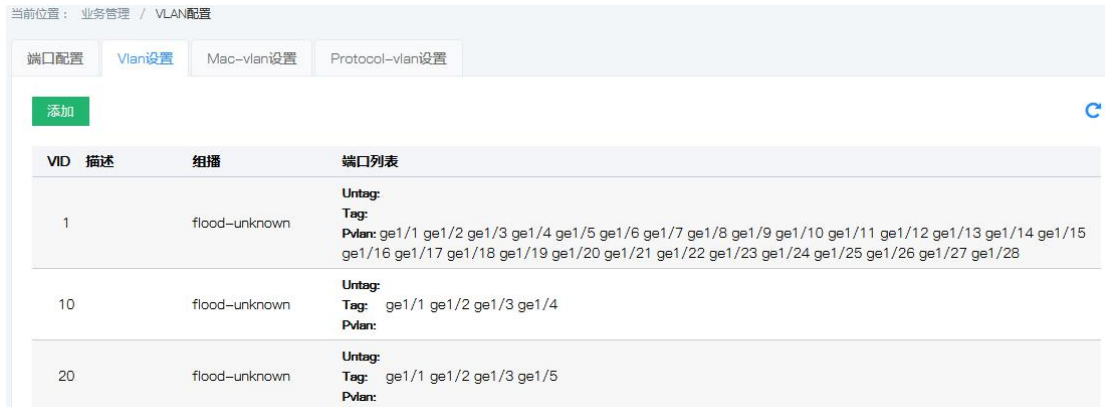 当前位置： 业务管理 / VLAN配置
端口配置 Vlan设置 Mac-vlan设置 Protocol-vlan设置
添加
VID 描述 组播 端口列表
Untag:
Tag:
1 flood-unknown
Pvlan: ge1/1 ge1/2 ge1/3 ge1/4 ge1/5 ge1/6 ge1/7 ge1/8 ge1/9 ge1/10 ge1/11 ge1/12 ge1/13 ge1/14 ge1/15
ge1/16 ge1/17 ge1/18 ge1/19 ge1/20 ge1/21 ge1/22 ge1/23 ge1/24 ge1/25 ge1/26 ge1/27 ge1/28
Untag:
10 flood-unknown Tag: ge1/1 ge1/2 ge1/3 ge1/4
Pvlan:
Untag:
20 flood-unknown Tag: ge1/1 ge1/2 ge1/3 ge1/5
Pvlan: